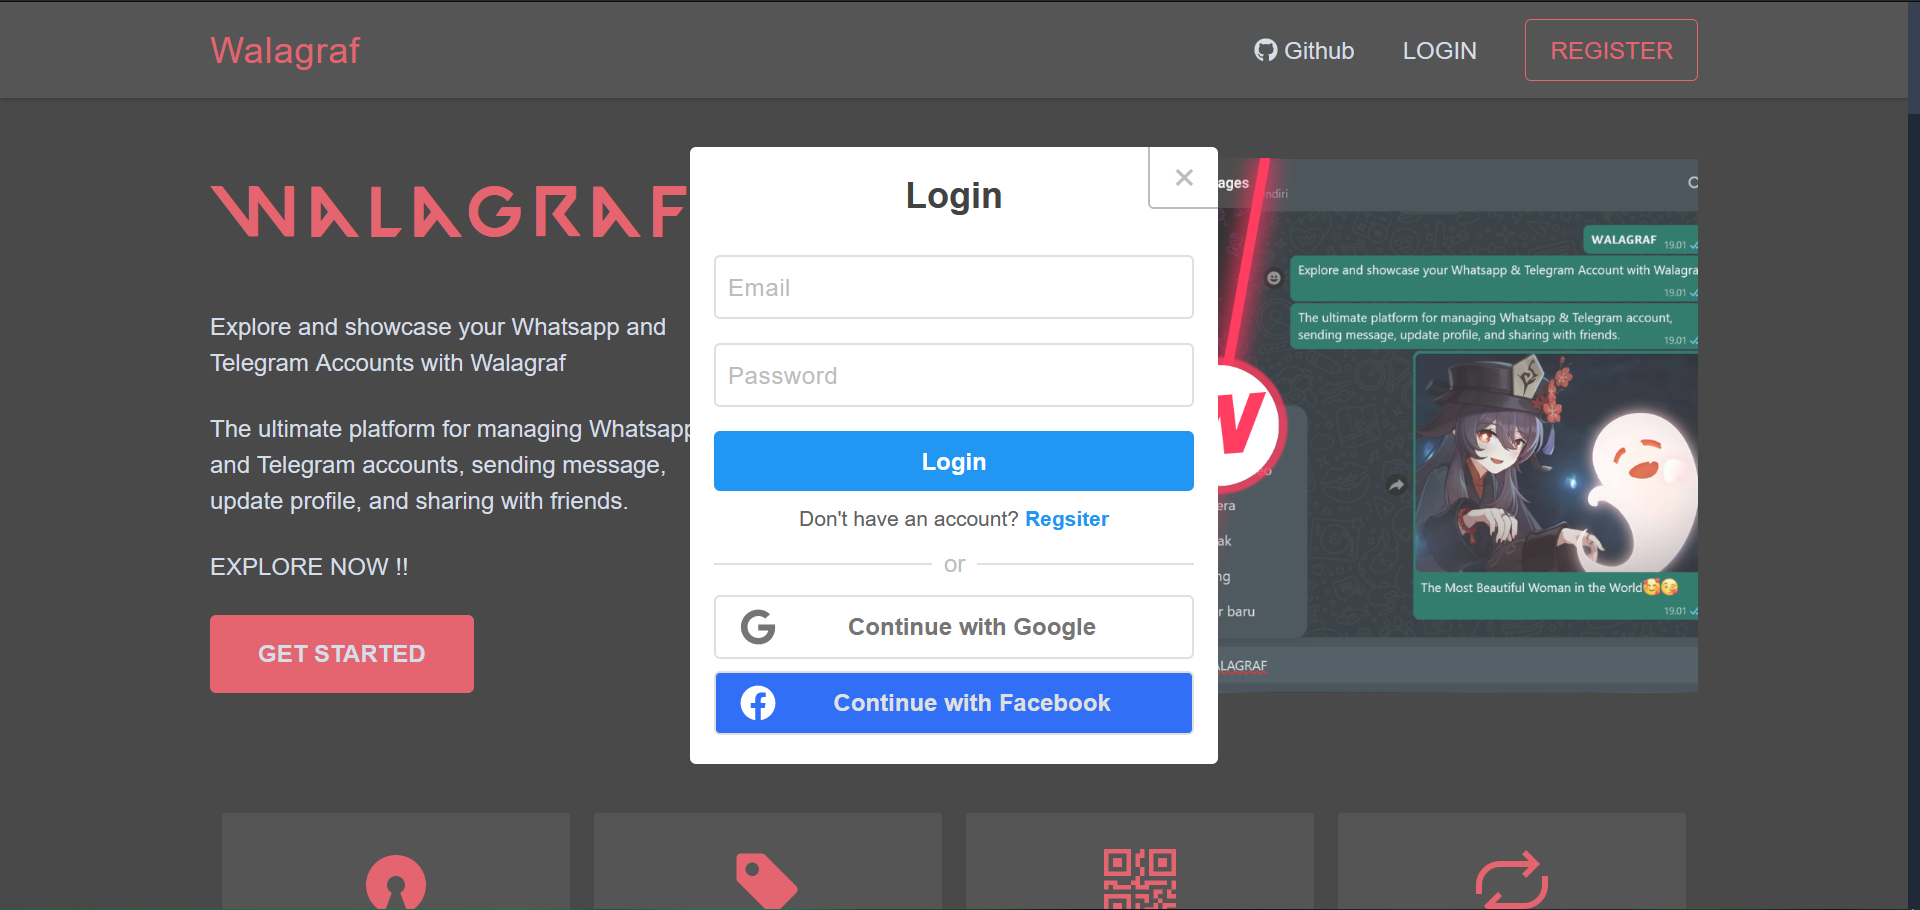 Walagraf
Github
LOGIN
REGISTER
WALAGRAF
Explore and showcase your Whatsapp and
Telegram Accounts with Walagraf
The ultimate platform for managing Whatsapp
and Telegram accounts, sending message,
update profile, and sharing with friends.
EXPLORE NOW !!
GET STARTED
Login
Email
Password
Login
Don't have an account? Regsiter
or
Continue with Google
Continue with Facebook
ages
endiri
WALAGRAF 19.01
Explore and showcase your Whatsapp & Telegram Account with Walagra
19.01
The ultimate platform for managing Whatsapp & Telegram account,
sending message, update profile, and sharing with friends. 19.01
W
era
ak
ng
r baru
The Most Beautiful Woman in the World🥰😘
19.01
ALAGRAF